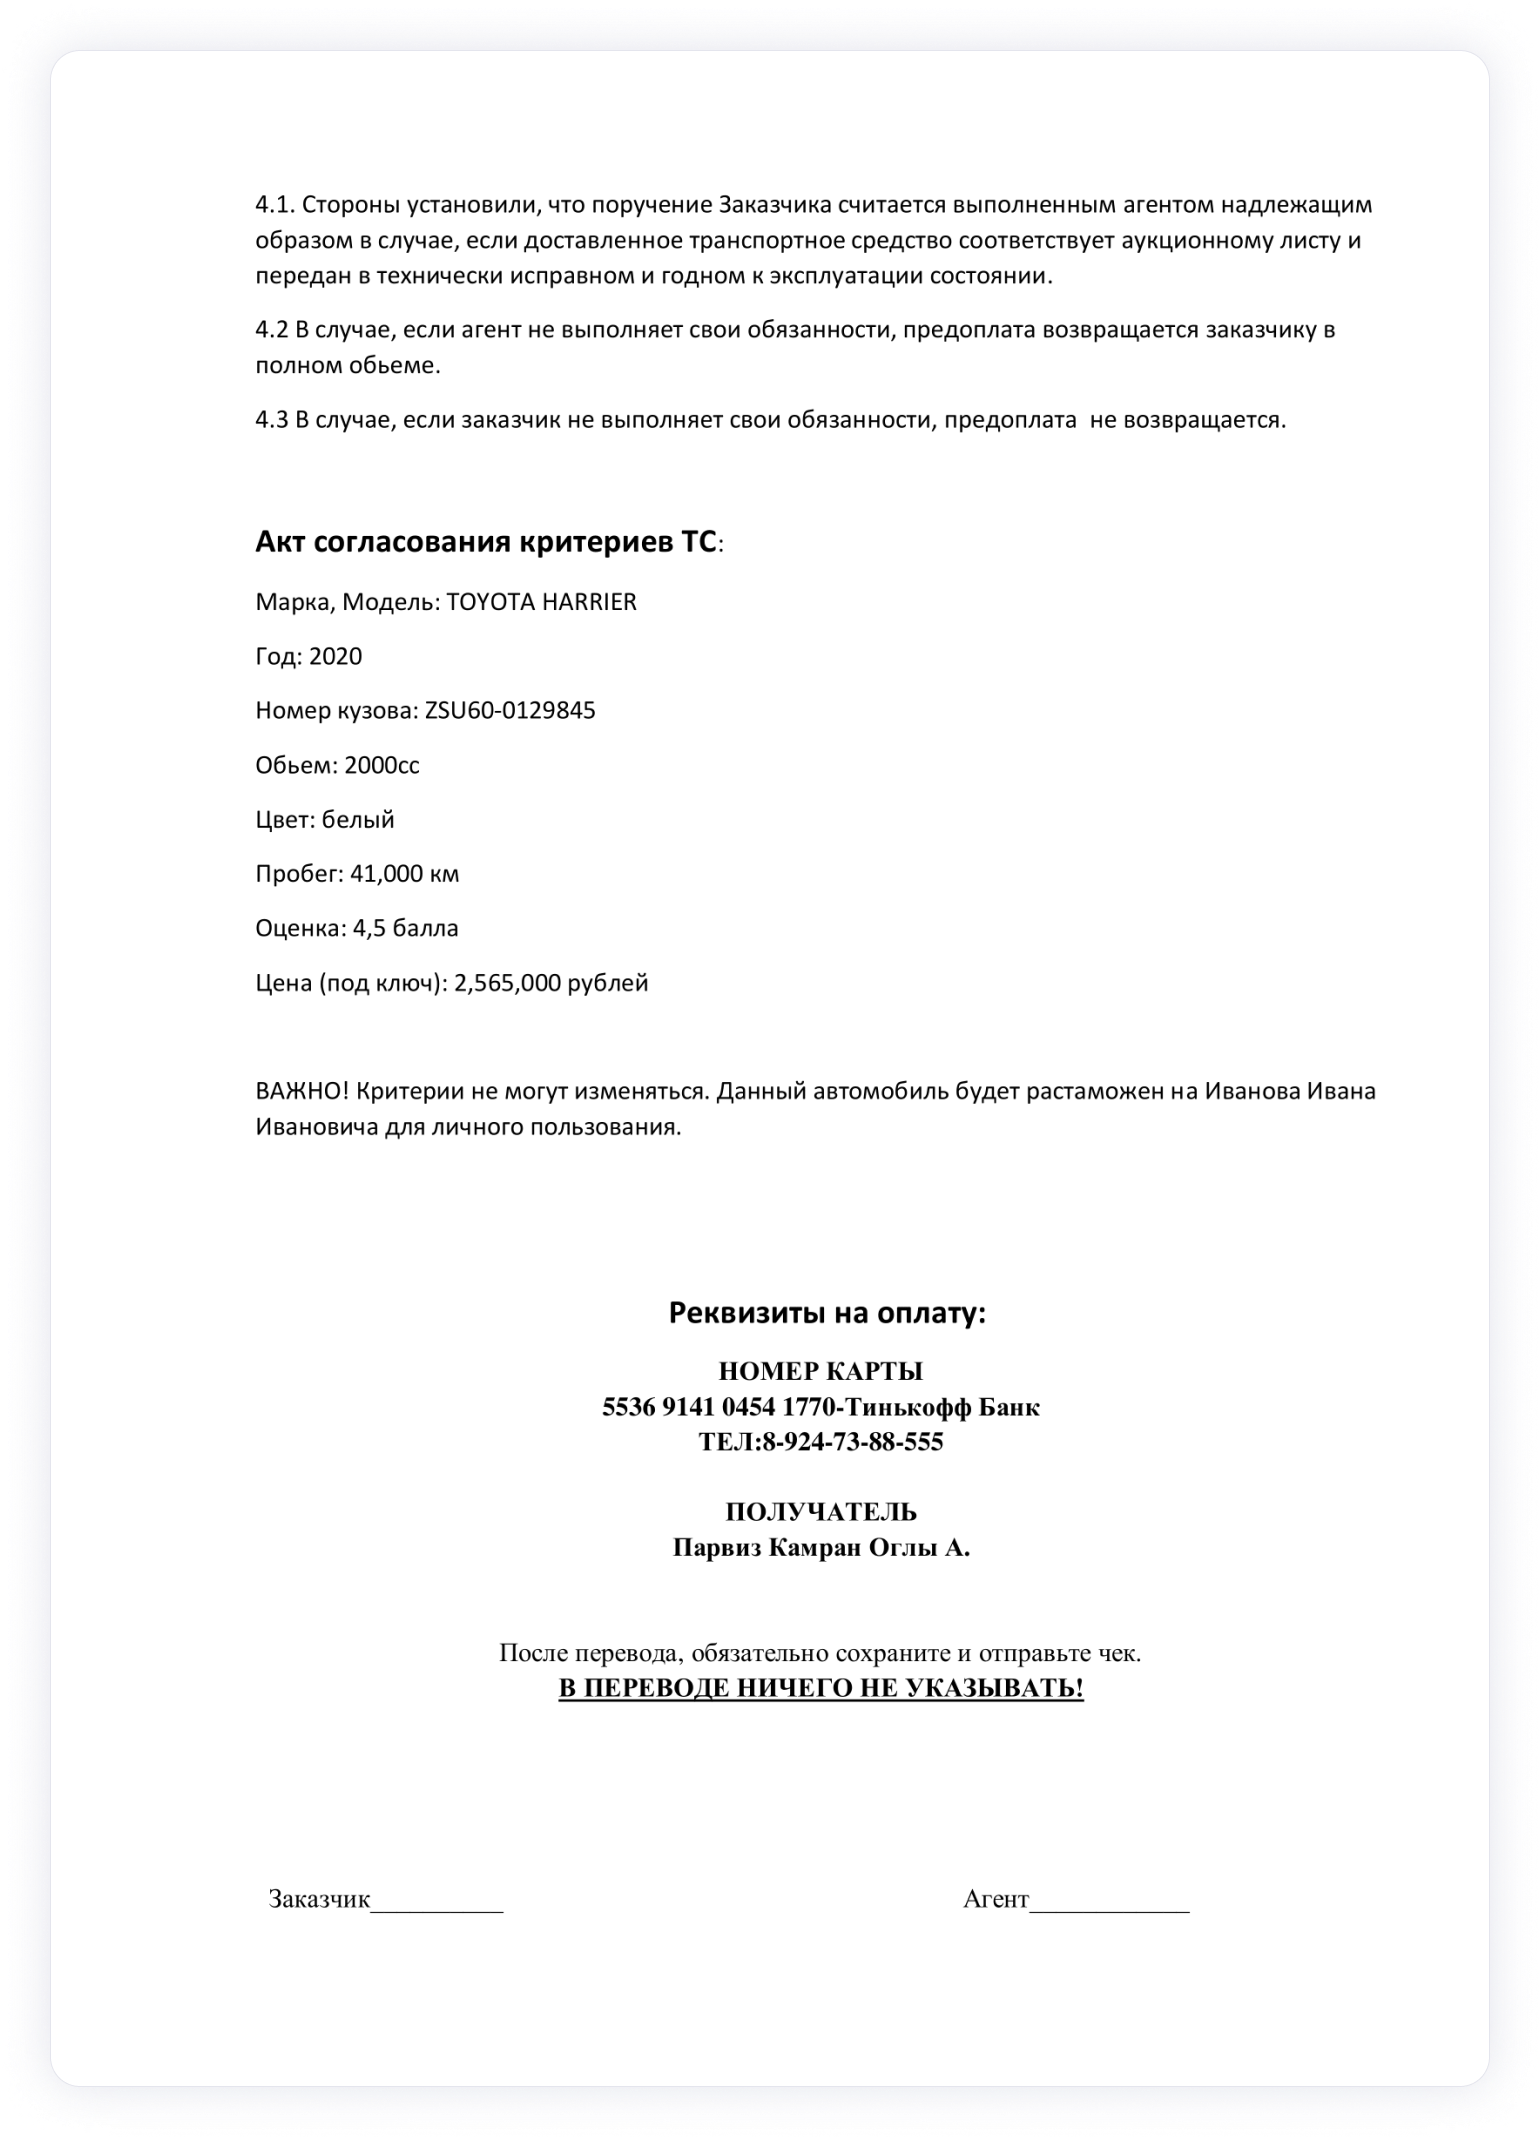 4.1. Стороны установили, что поручение Заказчика считается выполненным агентом надлежащим
образом в случае, если доставленное транспортное средство соответствует аукционному листу и
передан в технически исправном и годном к эксплуатации состоянии.
4.2 В случае, если агент не выполняет свои обязанности, предоплата возвращается заказчику в
полном обьеме.
4.3 В случае, если заказчик не выполняет свои обязанности, предоплата  не возвращается.
Акт согласования критериев ТС:
Марка, Модель: TOYOTA HARRIER
Год: 2020
Номер кузова: ZSU60-0129845
Обьем: 2000сс
Цвет: белый
Пробег: 41,000 км
Оценка: 4,5 балла
Цена (под ключ): 2,565,000 рублей
ВАЖНО! Критерии не могут изменяться. Данный автомобиль будет растаможен на Иванова Ивана
Ивановича для личного пользования.
Реквизиты на оплату:
НОМЕР КАРТЫ
5536 9141 0454 1770-Тинькофф Банк
ТЕЛ:8-924-73-88-555
ПОЛУЧАТЕЛЬ
Парвиз Камран Оглы А.
После перевода, обязательно сохраните и отправьте чек.
В ПЕРЕВОДЕ НИЧЕГО НЕ УКАЗЫВАТЬ!
Заказчик__________ Агент____________